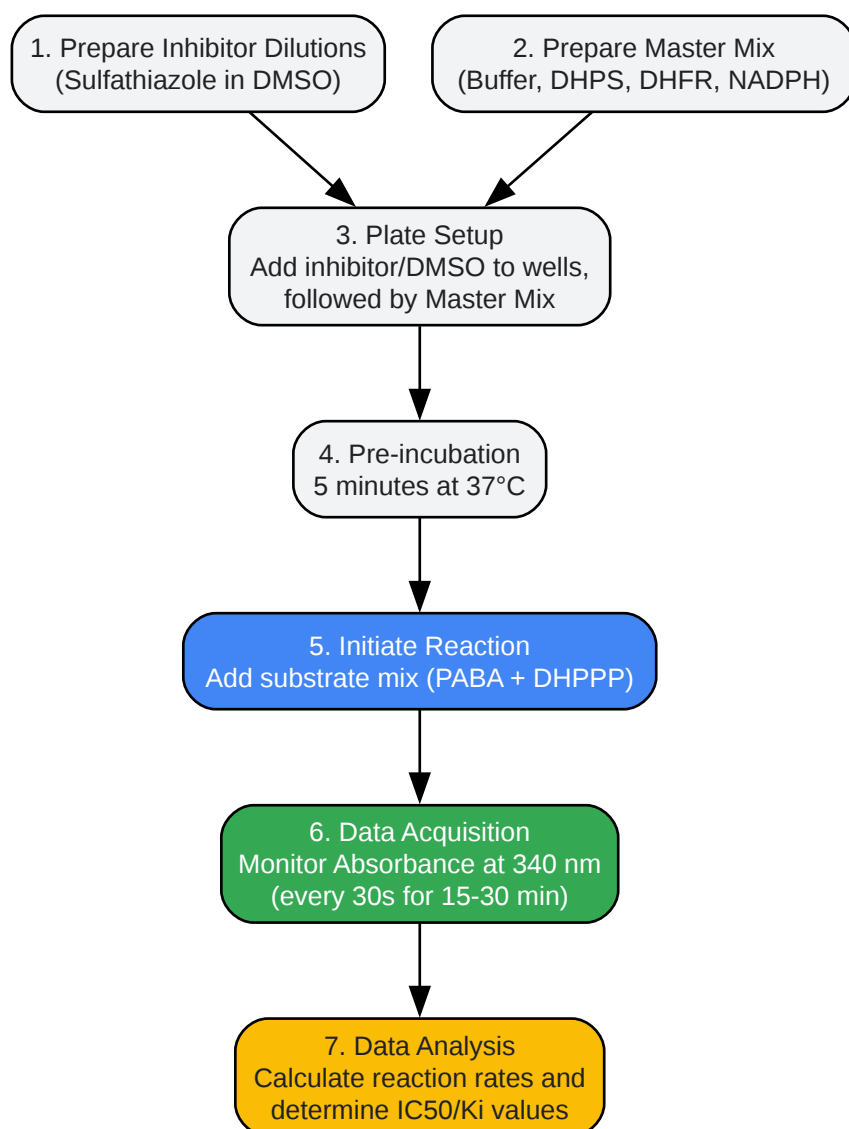 1. Prepare Inhibitor Dilutions
(Sulfathiazole in DMSO)
2. Prepare Master Mix
(Buffer, DHPS, DHFR, NADPH)
3. Plate Setup
Add inhibitor/DMSO to wells,
followed by Master Mix
4. Pre-incubation
5 minutes at 37°C
5. Initiate Reaction
Add substrate mix (PABA + DHPPP)
6. Data Acquisition
Monitor Absorbance at 340 nm
(every 30s for 15-30 min)
7. Data Analysis
Calculate reaction rates and
determine IC50/Ki values